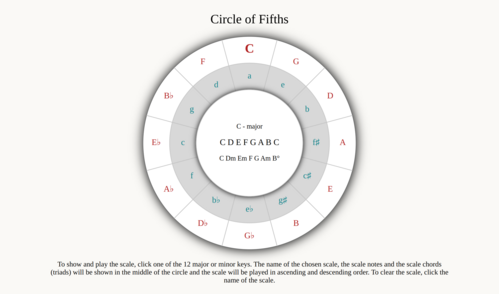 Circle of Fifths
C
F
G
a
d
e
B♭
D
g
b
C - major
E♭
c
C D E F G A B C
f♯
A
C Dm Em F G Am B°
f
c♯
A♭
E
b♭
g♯
e♭
D♭
B
G♭
To show and play the scale, click one of the 12 major or minor keys. The name of the chosen scale, the scale notes and the scale chords
(triads) will be shown in the middle of the circle and the scale will be played in ascending and descending order. To clear the scale, click the
name of the scale.